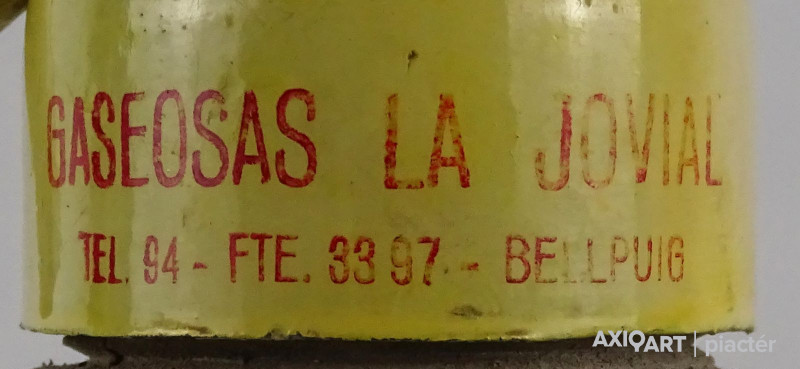 GASEOSAS LA JOVIAL
TEL. 94 - FTE. 33 97 - BELLPUIG
AXIOART | piactér